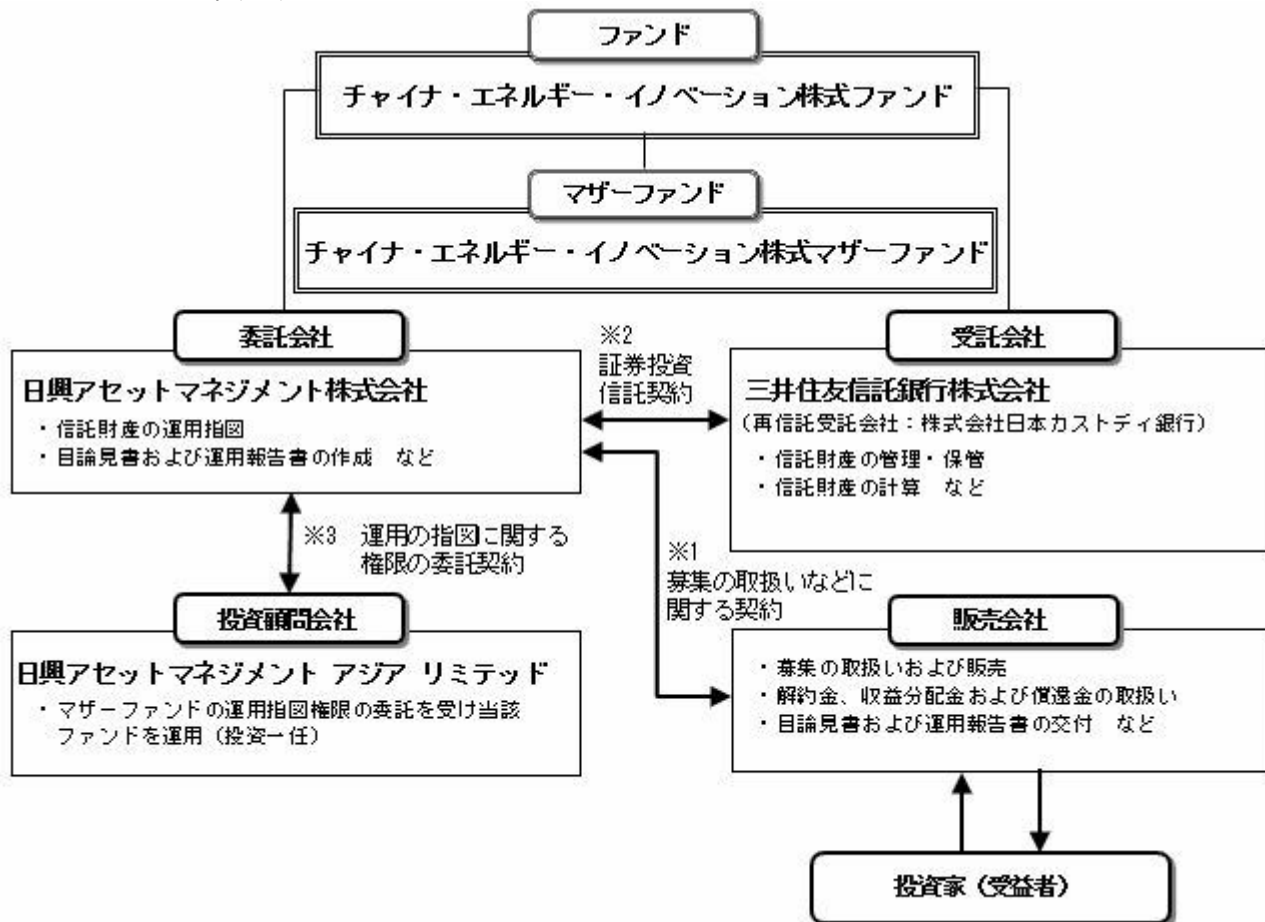 ファンド
チャイナ・エネルギー・イノベーション株式ファンド
マザーファンド
チャイナ・エネルギー・イノベーション株式マザーファンド
委託会社
日興アセットマネジメント株式会社
・信託財産の運用指図
・目論見書および運用報告書の作成 など
※2
証券投資
信託契約
受託会社
三井住友信託銀行株式会社
(再信託受託会社:株式会社日本カストディ銀行)
・信託財産の管理・保管
・信託財産の計算 など
※3 運用の指図に関する
権限の委託契約
※1
募集の取扱いなどに
関する契約
投資顧問会社
日興アセットマネジメント アジア リミテッド
・マザーファンドの運用指図権限の委託を受け当該
ファンドを運用(投資一任)
販売会社
・募集の取扱いおよび販売
・解約金、収益分配金および償還金の取扱い
・目論見書および運用報告書の交付 など
投資家(受益者)